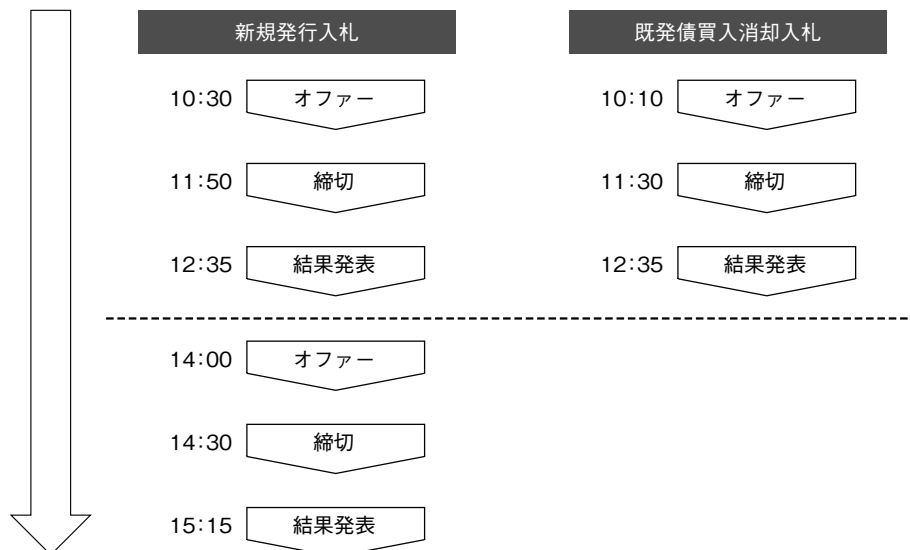 新規発行入札
既発債買入消却入札
10:30 オファー
10:10 オファー
11:50 締切
11:30 締切
12:35 結果発表
12:35 結果発表
14:00 オファー
14:30 締切
15:15 結果発表